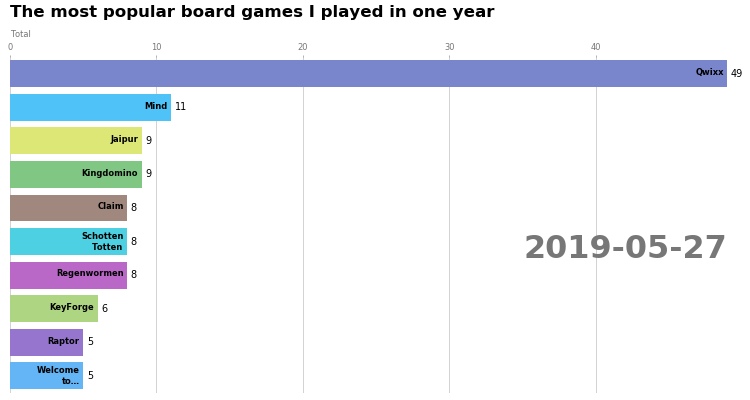 The most popular board games I played in one year
Total
0 10 20 30 40
Qwixx 49
Mind 11
Jaipur 9
Kingdomino 9
Claim 8
Schotten
Totten 8
Regenwormen 8
2019-05-27
KeyForge 6
Raptor 5
Welcome
to... 5